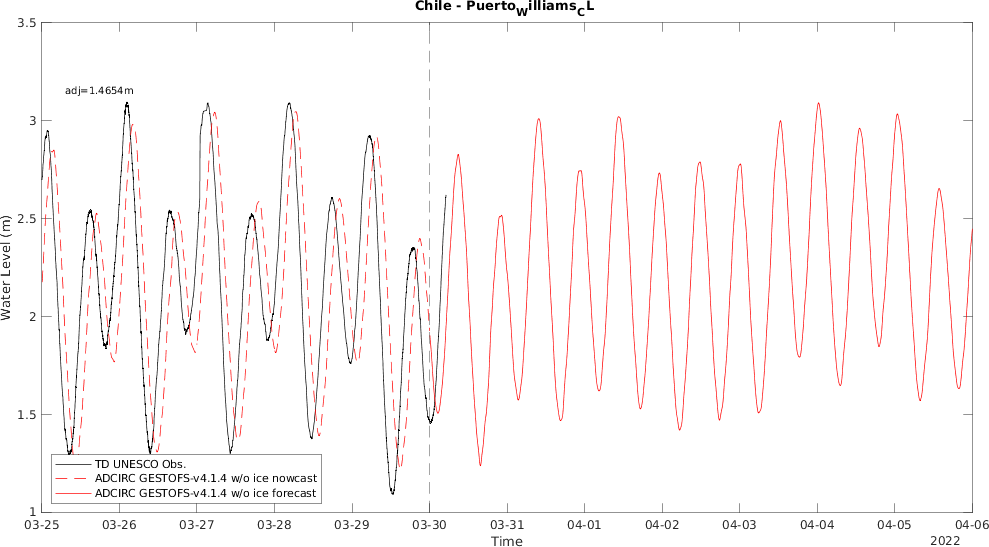 Chile - PuertoWilliamsCL
3.5
adj=1.4654m
3
2.5
Water Level (m)
2
1.5
TD UNESCO Obs.
ADCIRC GESTOFS-v4.1.4 w/o ice nowcast
ADCIRC GESTOFS-v4.1.4 w/o ice forecast
1
03-25 03-26 03-27 03-28 03-29 03-30 03-31 04-01 04-02 04-03 04-04 04-05 04-06
Time
2022